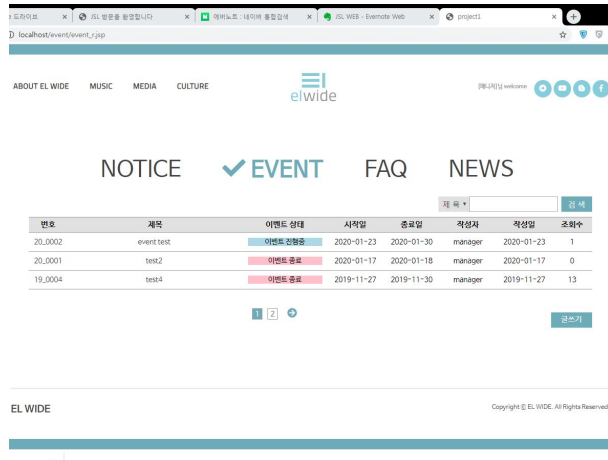 드라이브 JSL 방문을 환영합니다 에버노트 : 네이버 통합검색 JSL WEB - Evernote Web project1
localhost/event/event_r.jsp
ABOUT EL WIDE MUSIC MEDIA CULTURE elwide [매니저]님 welcome
NOTICE EVENT FAQ NEWS
제 목 검 색
번호 제목 이벤트 상태 시작일 종료일 작성자 작성일 조회수
20_0002 event test 이벤트 진행중 2020-01-23 2020-01-30 manager 2020-01-23 1
20_0001 test2 이벤트 종료 2020-01-17 2020-01-18 manager 2020-01-17 0
19_0004 test4 이벤트 종료 2019-11-27 2019-11-30 manager 2019-11-27 13
1 2
글쓰기
EL WIDE Copyright ⓒ EL WIDE. All Rights Reserved